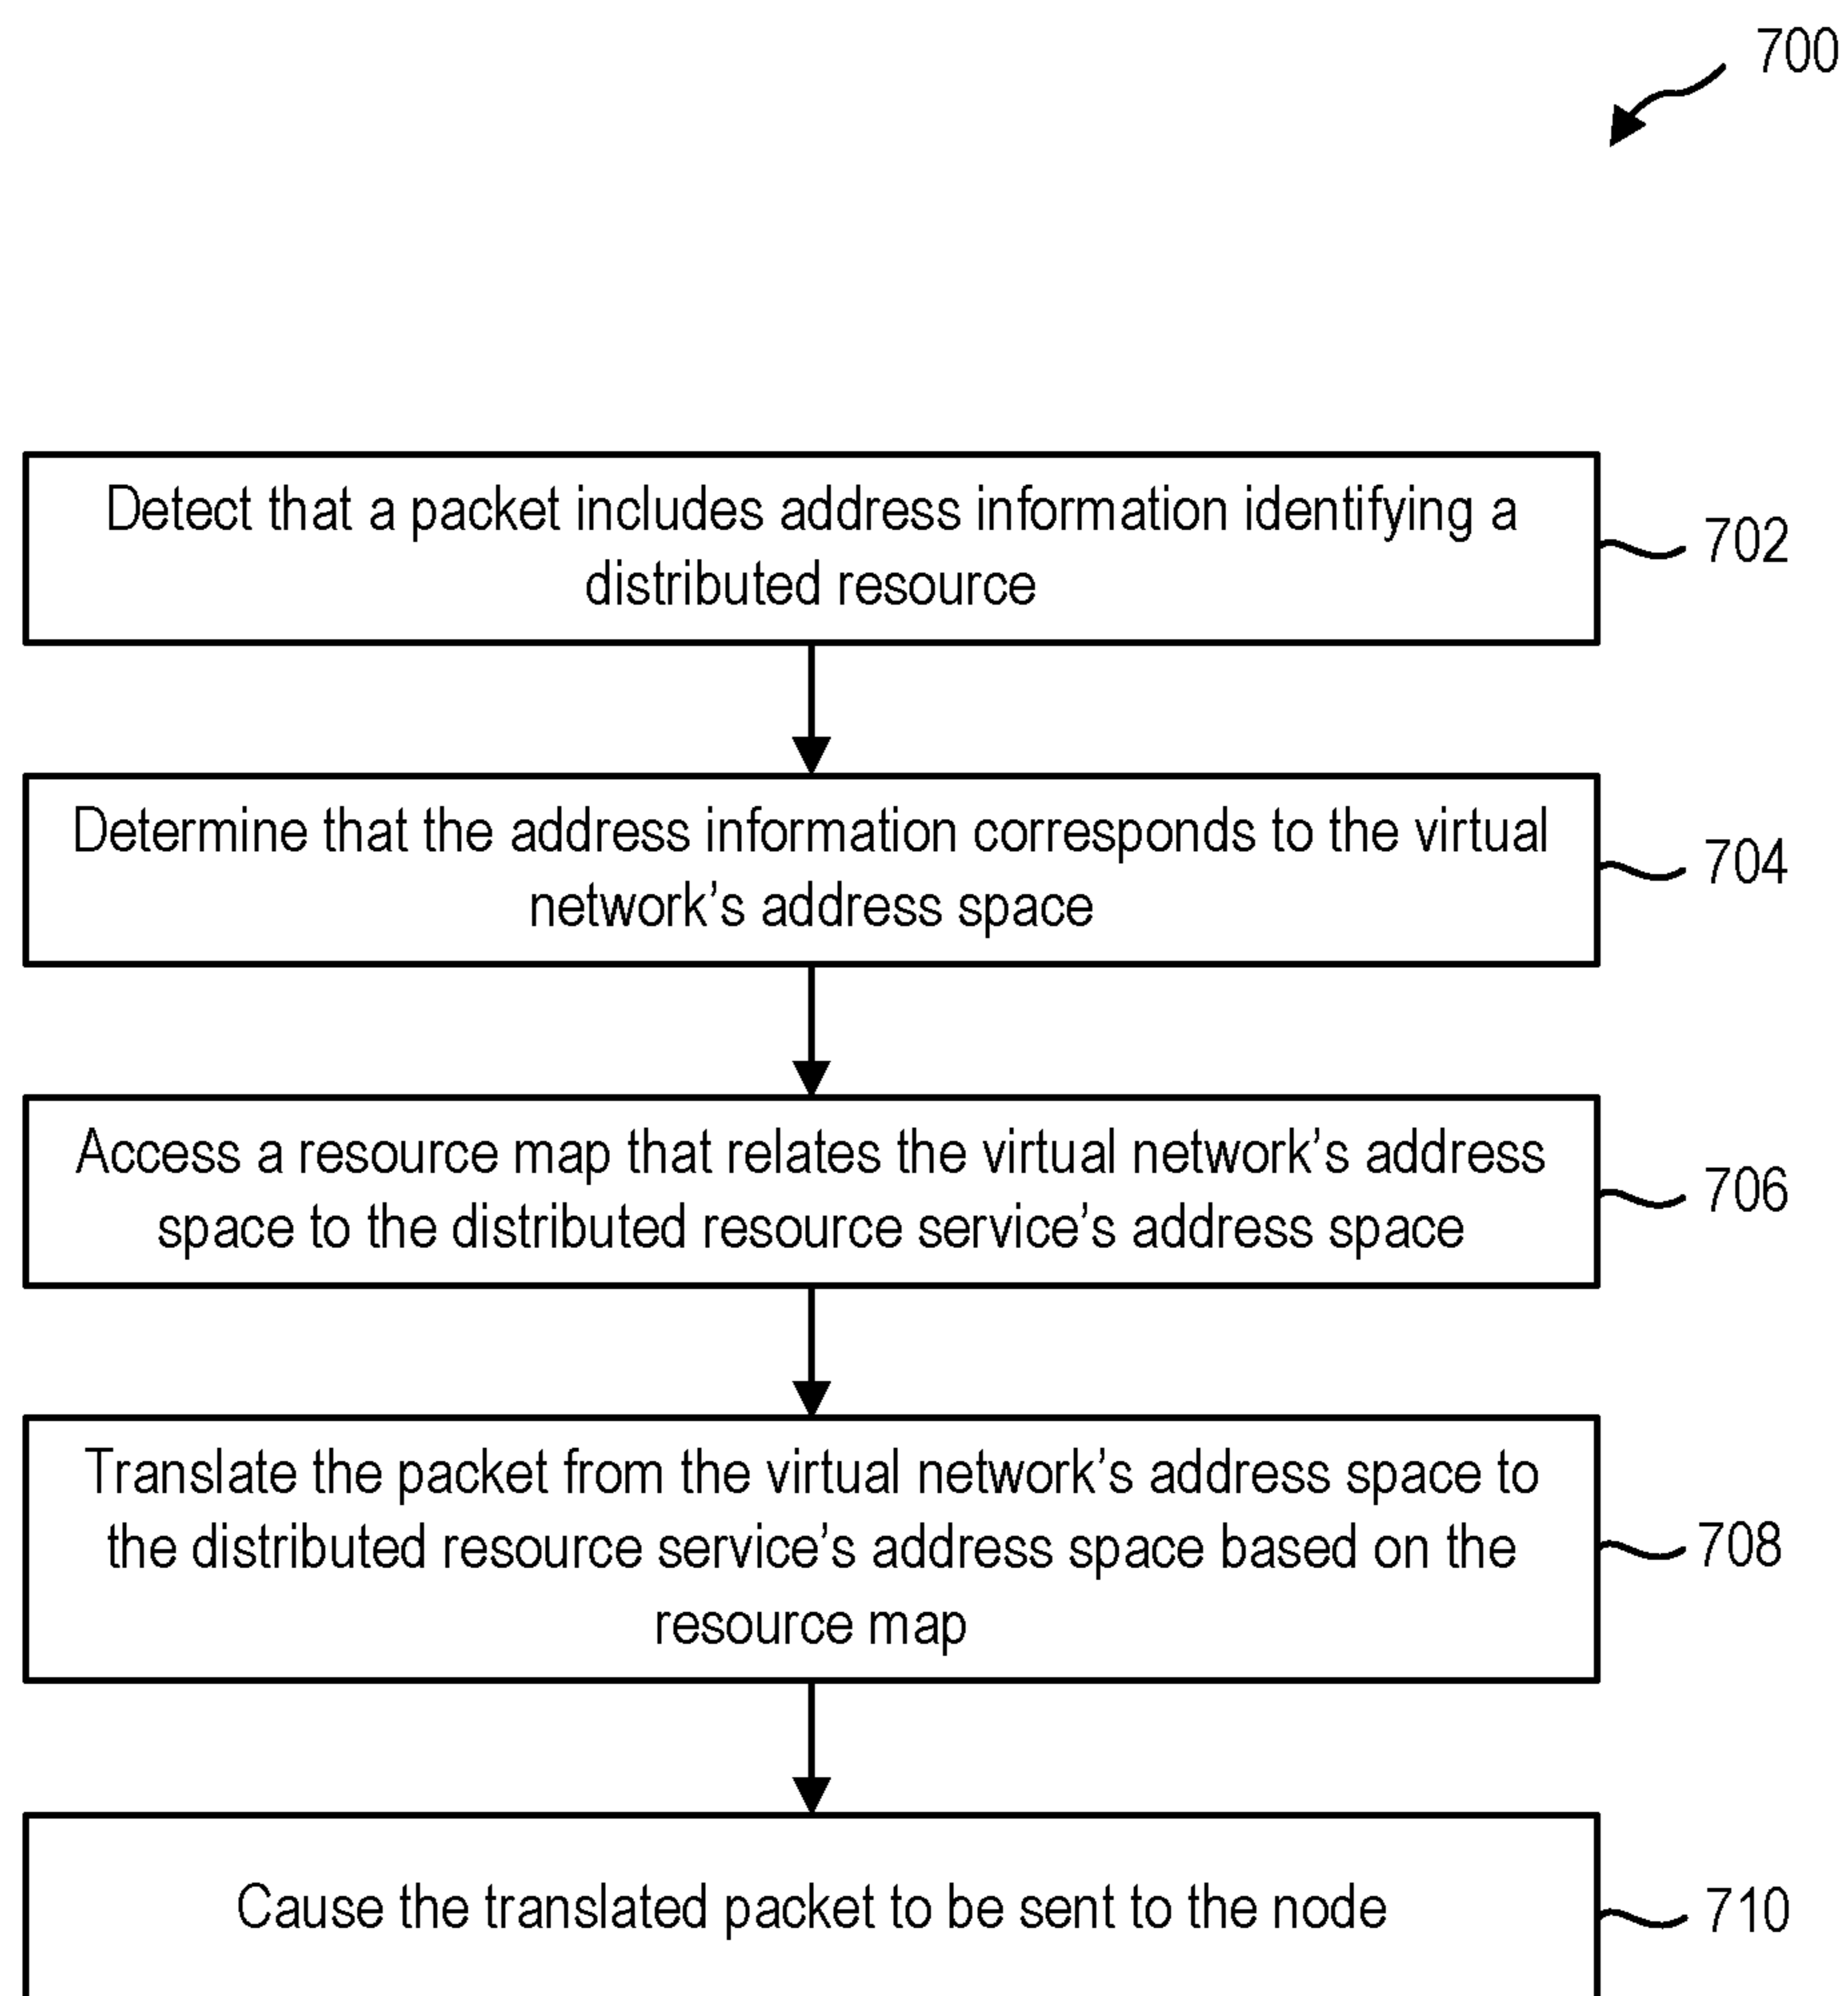 700
Detect that a packet includes address information identifying a
distributed resource
702
Determine that the address information corresponds to the virtual
network’s address space
704
Access a resource map that relates the virtual network’s address
space to the distributed resource service’s address space
706
Translate the packet from the virtual network’s address space to
the distributed resource service’s address space based on the
resource map
708
Cause the translated packet to be sent to the node
710